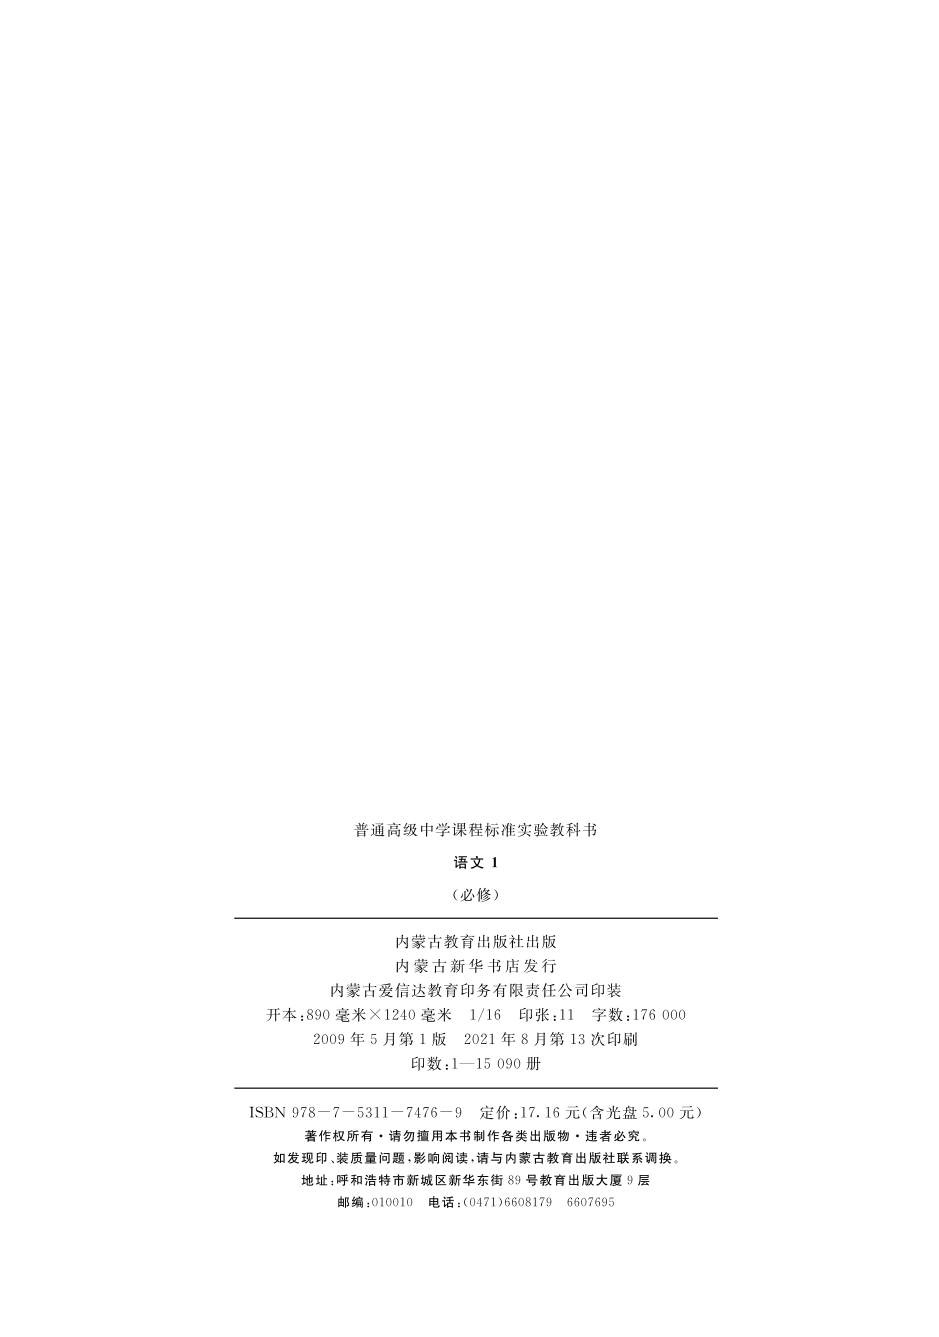 普通高级中学课程标准实验教科书
语文 1
（必修）
内蒙古教育出版社出版
内蒙古新华书店发行
内蒙古爱信达教育印务有限责任公司印装
开本:890 毫米×1240 毫米　1/16　印张:11　字数:176 000
2009 年 5 月第 1 版　2021 年 8 月第 13 次印刷
印数:1—15 090 册
ISBN 978－7－5311－7476－9　定价:17.16 元(含光盘 5.00 元)
著作权所有·请勿擅用本书制作各类出版物·违者必究。
如发现印、装质量问题,影响阅读,请与内蒙古教育出版社联系调换。
地址:呼和浩特市新城区新华东街 89 号教育出版大厦 9 层
邮编:010010　电话:(0471)6608179　6607695